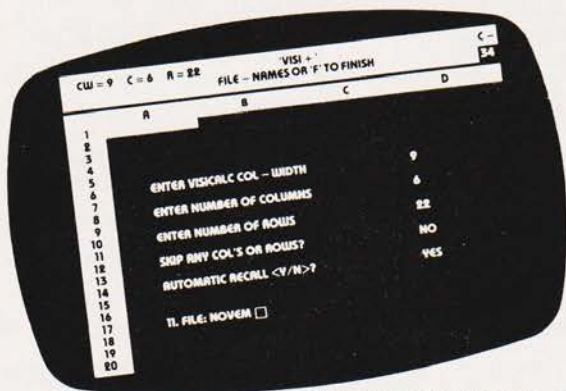 C –
'VISI +'
34
CW = 9 C = 6 R = 22 FILE – NAMES OR 'F' TO FINISH
A B C D
1
2
3
4
5
6
7
8
9
10
11
12
13
14
15
16
17
18
19
20
ENTER VISICALC COL – WIDTH 9
ENTER NUMBER OF COLUMNS 6
ENTER NUMBER OF ROWS 22
SKIP ANY COL'S OR ROWS? NO
AUTOMATIC RECALL <Y/N>? YES
11. FILE: NOVEM